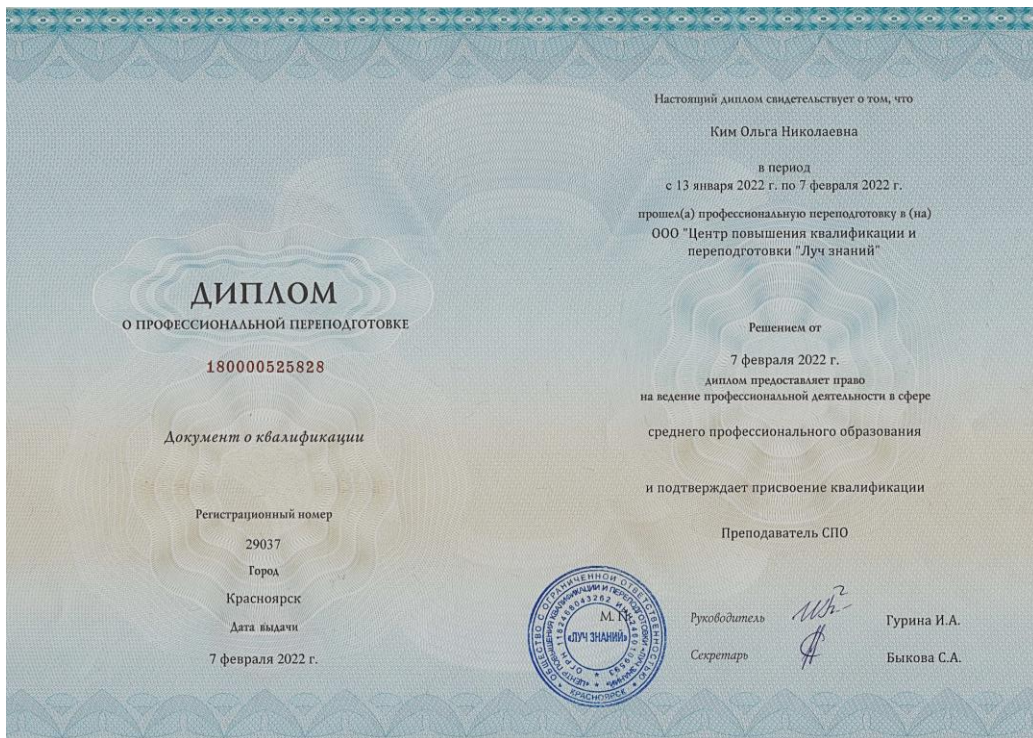 ДИПЛОМ
О ПРОФЕССИОНАЛЬНОЙ ПЕРЕПОДГОТОВКЕ
180000525828
Документ о квалификации
Регистрационный номер
29037
Город
Красноярск
Дата выдачи
7 февраля 2022 г.
Настоящий диплом свидетельствует о том, что
Ким Ольга Николаевна
в период
с 13 января 2022 г. по 7 февраля 2022 г.
прошел(а) профессиональную переподготовку в (на)
ООО "Центр повышения квалификации и
переподготовки "Луч знаний"
Решением от
7 февраля 2022 г.
диплом предоставляет право
на ведение профессиональной деятельности в сфере
среднего профессионального образования
и подтверждает присвоение квалификации
Преподаватель СПО
М.
Руководитель
Гурина И.А.
Секретарь
Быкова С.А.
ОБЩЕСТВО С ОГРАНИЧЕННОЙ ОТВЕТСТВЕННОСТЬЮ
КРАСНОЯРСК
«ЛУЧ ЗНАНИЙ»